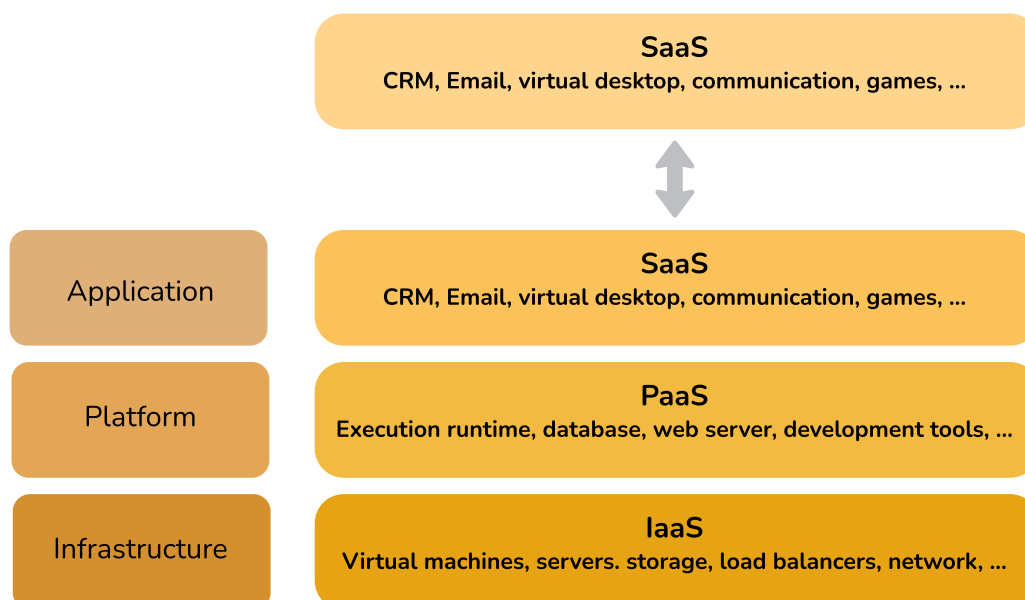 SaaS
CRM, Email, virtual desktop, communication, games, ...
Application
SaaS
CRM, Email, virtual desktop, communication, games, ...
Platform
PaaS
Execution runtime, database, web server, development tools, ...
Infrastructure
IaaS
Virtual machines, servers. storage, load balancers, network, ...